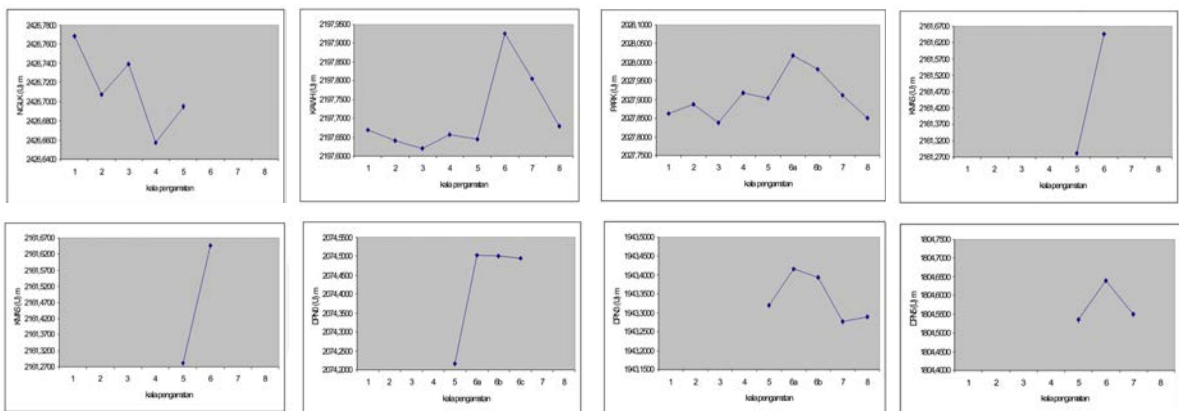 2426,7800
2426,7600
2426,7400
2426,7200
2426,7000
2426,6800
2426,6600
2426,6400
NGLK (U) m
1 2 3 4 5 6 7 8
kala pengamatan
2197,9500
2197,9000
2197,8500
2197,8000
2197,7500
2197,7000
2197,6500
2197,6000
KAWAH (U) m
1 2 3 4 5 6 7 8
kala pengamatan
2028,1000
2028,0500
2028,0000
2027,9500
2027,9000
2027,8500
2027,8000
2027,7500
(U) m
1 2 3 4 5 6a 6b 7 8
kala pengamatan
2161,6700
2161,6200
2161,5700
2161,5200
2161,4700
2161,4200
2161,3700
2161,3200
2161,2700
(U) m
1 2 3 4 5 6 7 8
kala pengamatan
2161,6700
2161,6200
2161,5700
2161,5200
2161,4700
2161,4200
2161,3700
2161,3200
2161,2700
(U) m
1 2 3 4 5 6 7 8
kala pengamatan
2074,5500
2074,5000
2074,4500
2074,4000
2074,3500
2074,3000
2074,2500
2074,2000
(U) m
1 2 3 4 5 6a 6b 6c 7 8
kala pengamatan
1943,5000
1943,4500
1943,4000
1943,3500
1943,3000
1943,2500
1943,2000
1943,1500
(U) m
1 2 3 4 5 6a 6b 7 8
kala pengamatan
1804,7500
1804,7000
1804,6500
1804,6000
1804,5500
1804,5000
1804,4500
1804,4000
(U) m
1 2 3 4 5 6 7 8
kala pengamatan